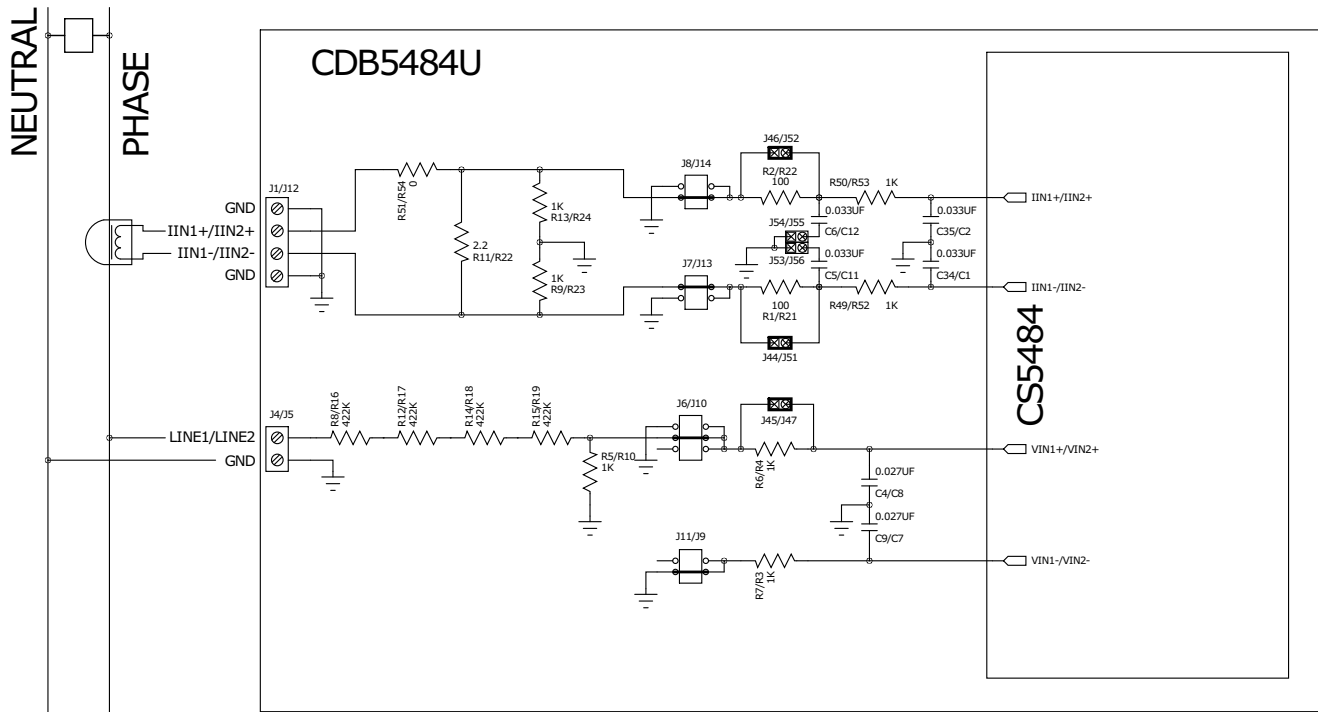 NEUTRAL
PHASE
CDB5484U
J1/J12
GND
IIN1+/IIN2+
IIN1-/IIN2-
GND
R51/R54
0
2.2
R11/R22
1K
R13/R24
1K
R9/R23
J8/J14
J7/J13
J46/J52
R2/R22
100
R50/R53
1K
0.033UF
C6/C12
J54/J55
J53/J56
0.033UF
C5/C11
0.033UF
C35/C2
0.033UF
C34/C1
100
R1/R21
R49/R52
1K
J44/J51
IIN1+/IIN2+
IIN1-/IIN2-
CS5484
J4/J5
LINE1/LINE2
GND
R8/R16
422K
R12/R17
422K
R14/R18
422K
R15/R19
422K
R5/R10
1K
J6/J10
J45/J47
R6/R4
1K
0.027UF
C4/C8
0.027UF
C9/C7
J11/J9
R7/R3
1K
VIN1+/VIN2+
VIN1-/VIN2-